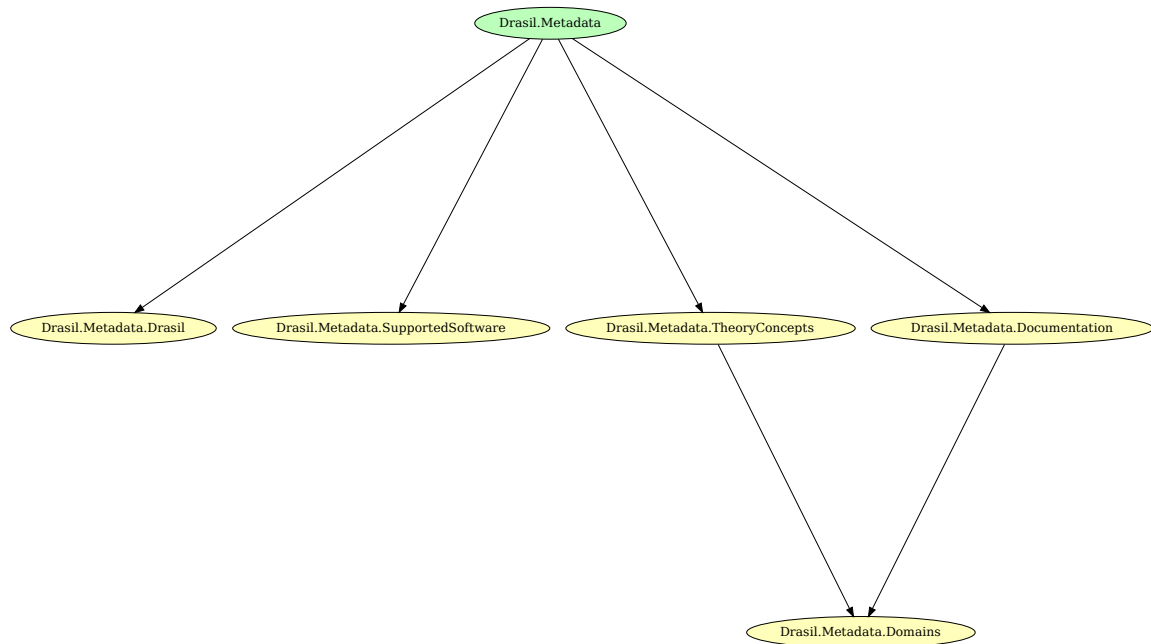 Drasil.Metadata
Drasil.Metadata.Drasil
Drasil.Metadata.SupportedSoftware
Drasil.Metadata.TheoryConcepts
Drasil.Metadata.Documentation
Drasil.Metadata.Domains